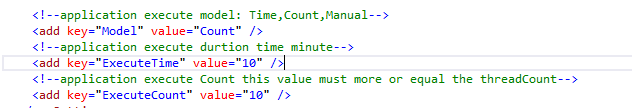 <!--application execute model: Time,Count,Manual-->
<add key="Model" value="Count" />
<!--application execute durtion time minute-->
<add key="ExecuteTime" value="10" />
<!--application execute Count this value must more or equal the threadCount-->
<add key="ExecuteCount" value="10" />